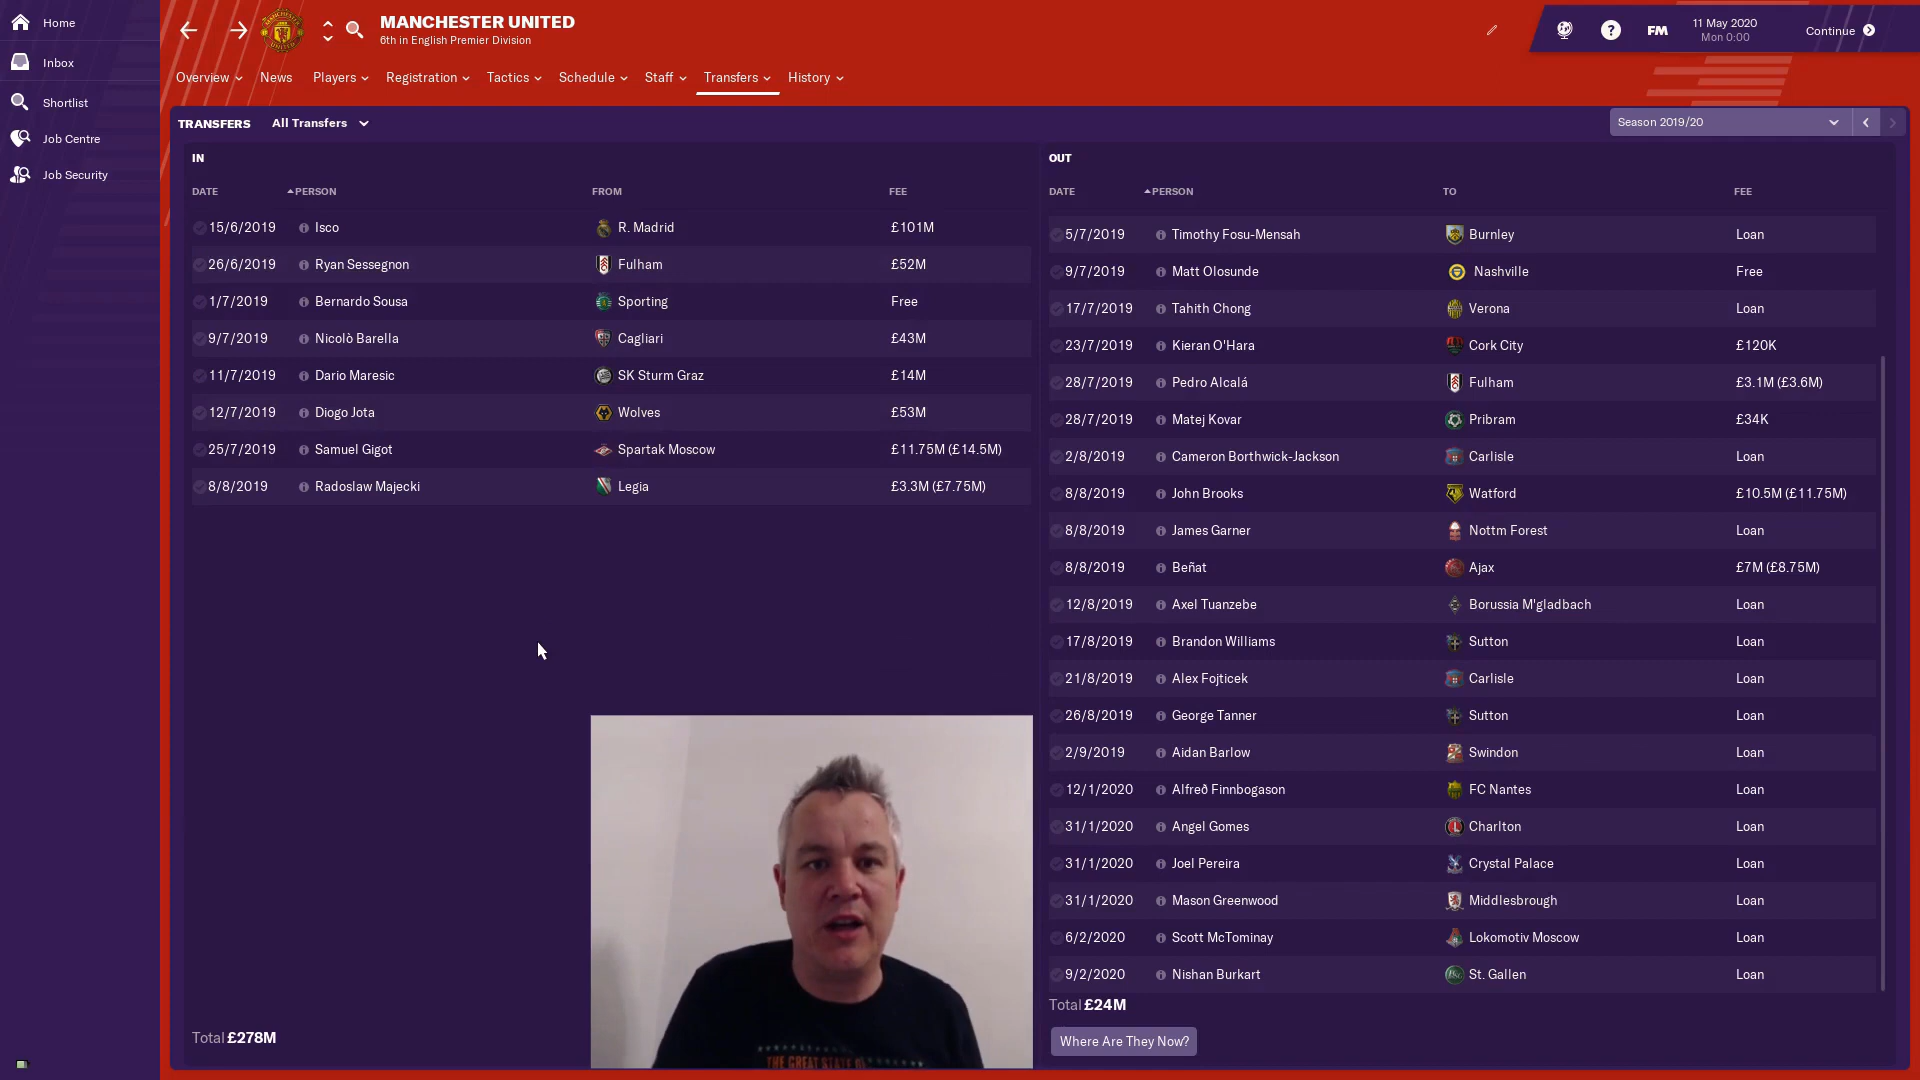 Home
Inbox
Shortlist
Job Centre
Job Security
MANCHESTER UNITED
6th in English Premier Division
FM
11 May 2020
Mon 0:00
Continue
Overview
News
Players
Registration
Tactics
Schedule
Staff
Transfers
History
TRANSFERS
All Transfers
Season 2019/20
IN
DATE PERSON FROM FEE
15/6/2019 Isco R. Madrid £101M
26/6/2019 Ryan Sessegnon Fulham £52M
1/7/2019 Bernardo Sousa Sporting Free
9/7/2019 Nicolò Barella Cagliari £43M
11/7/2019 Dario Maresic SK Sturm Graz £14M
12/7/2019 Diogo Jota Wolves £53M
25/7/2019 Samuel Gigot Spartak Moscow £11.75M (£14.5M)
8/8/2019 Radoslaw Majecki Legia £3.3M (£7.75M)
Total £278M
OUT
DATE PERSON TO FEE
5/7/2019 Timothy Fosu-Mensah Burnley Loan
9/7/2019 Matt Olosunde Nashville Free
17/7/2019 Tahith Chong Verona Loan
23/7/2019 Kieran O'Hara Cork City £120K
28/7/2019 Pedro Alcalá Fulham £3.1M (£3.6M)
28/7/2019 Matej Kovar Pribram £34K
2/8/2019 Cameron Borthwick-Jackson Carlisle Loan
8/8/2019 John Brooks Watford £10.5M (£11.75M)
8/8/2019 James Garner Nottm Forest Loan
8/8/2019 Beñat Ajax £7M (£8.75M)
12/8/2019 Axel Tuanzebe Borussia M'gladbach Loan
17/8/2019 Brandon Williams Sutton Loan
21/8/2019 Alex Fojticek Carlisle Loan
26/8/2019 George Tanner Sutton Loan
2/9/2019 Aidan Barlow Swindon Loan
12/1/2020 Alfreð Finnbogason FC Nantes Loan
31/1/2020 Angel Gomes Charlton Loan
31/1/2020 Joel Pereira Crystal Palace Loan
31/1/2020 Mason Greenwood Middlesbrough Loan
6/2/2020 Scott McTominay Lokomotiv Moscow Loan
9/2/2020 Nishan Burkart St. Gallen Loan
Total £24M
Where Are They Now?
THE GREAT STATE OF